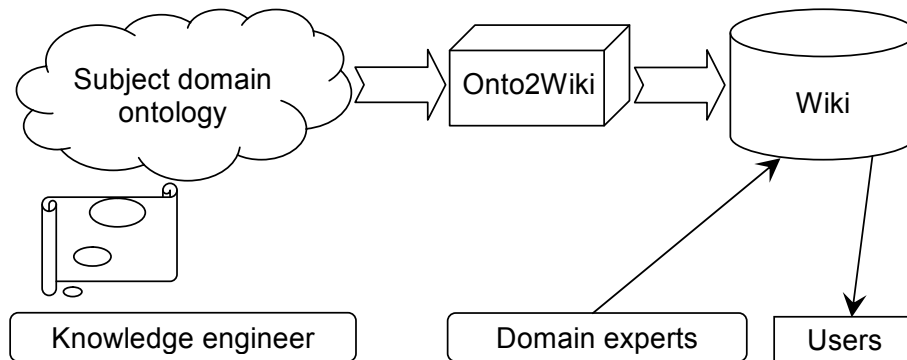 Subject domain
ontology
Onto2Wiki
Wiki
Knowledge engineer
Domain experts
Users